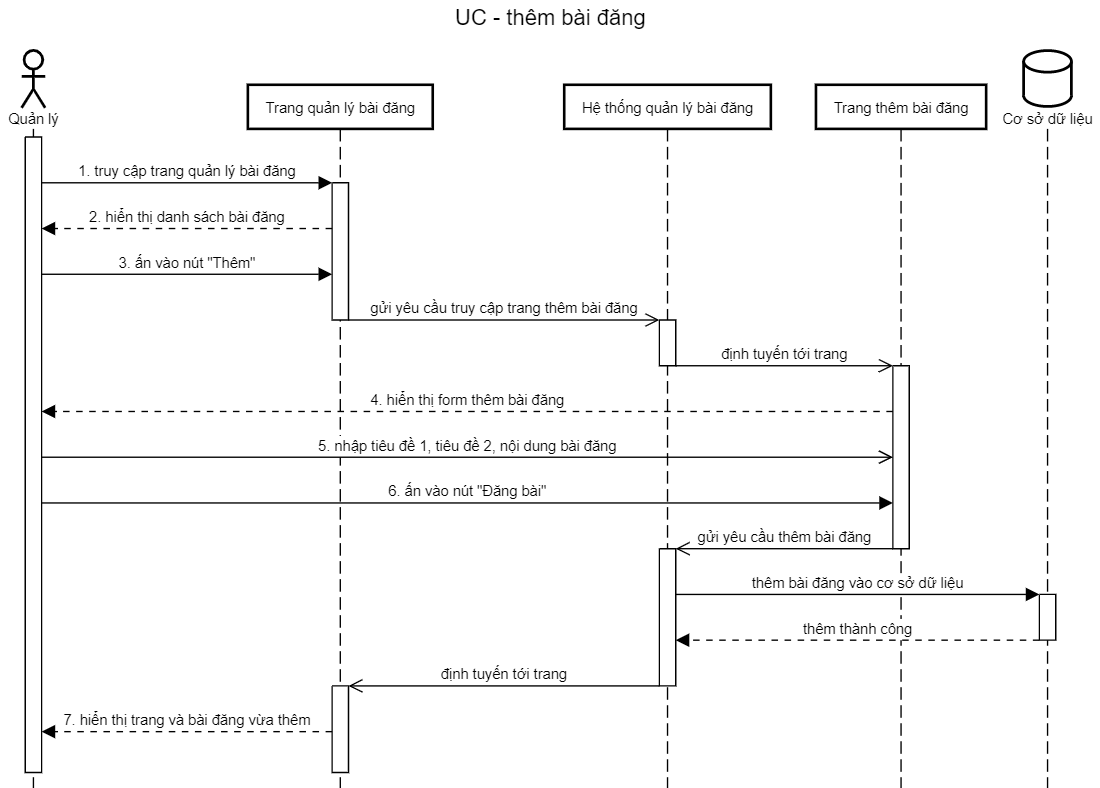 UC - thêm bài đăng
Quản lý
Trang quản lý bài đăng
Hệ thống quản lý bài đăng
Trang thêm bài đăng
Cơ sở dữ liệu
1. truy cập trang quản lý bài đăng
2. hiển thị danh sách bài đăng
3. ấn vào nút "Thêm"
gửi yêu cầu truy cập trang thêm bài đăng
định tuyến tới trang
4. hiển thị form thêm bài đăng
5. nhập tiêu đề 1, tiêu đề 2, nội dung bài đăng
6. ấn vào nút "Đăng bài"
gửi yêu cầu thêm bài đăng
thêm bài đăng vào cơ sở dữ liệu
thêm thành công
định tuyến tới trang
7. hiển thị trang và bài đăng vừa thêm